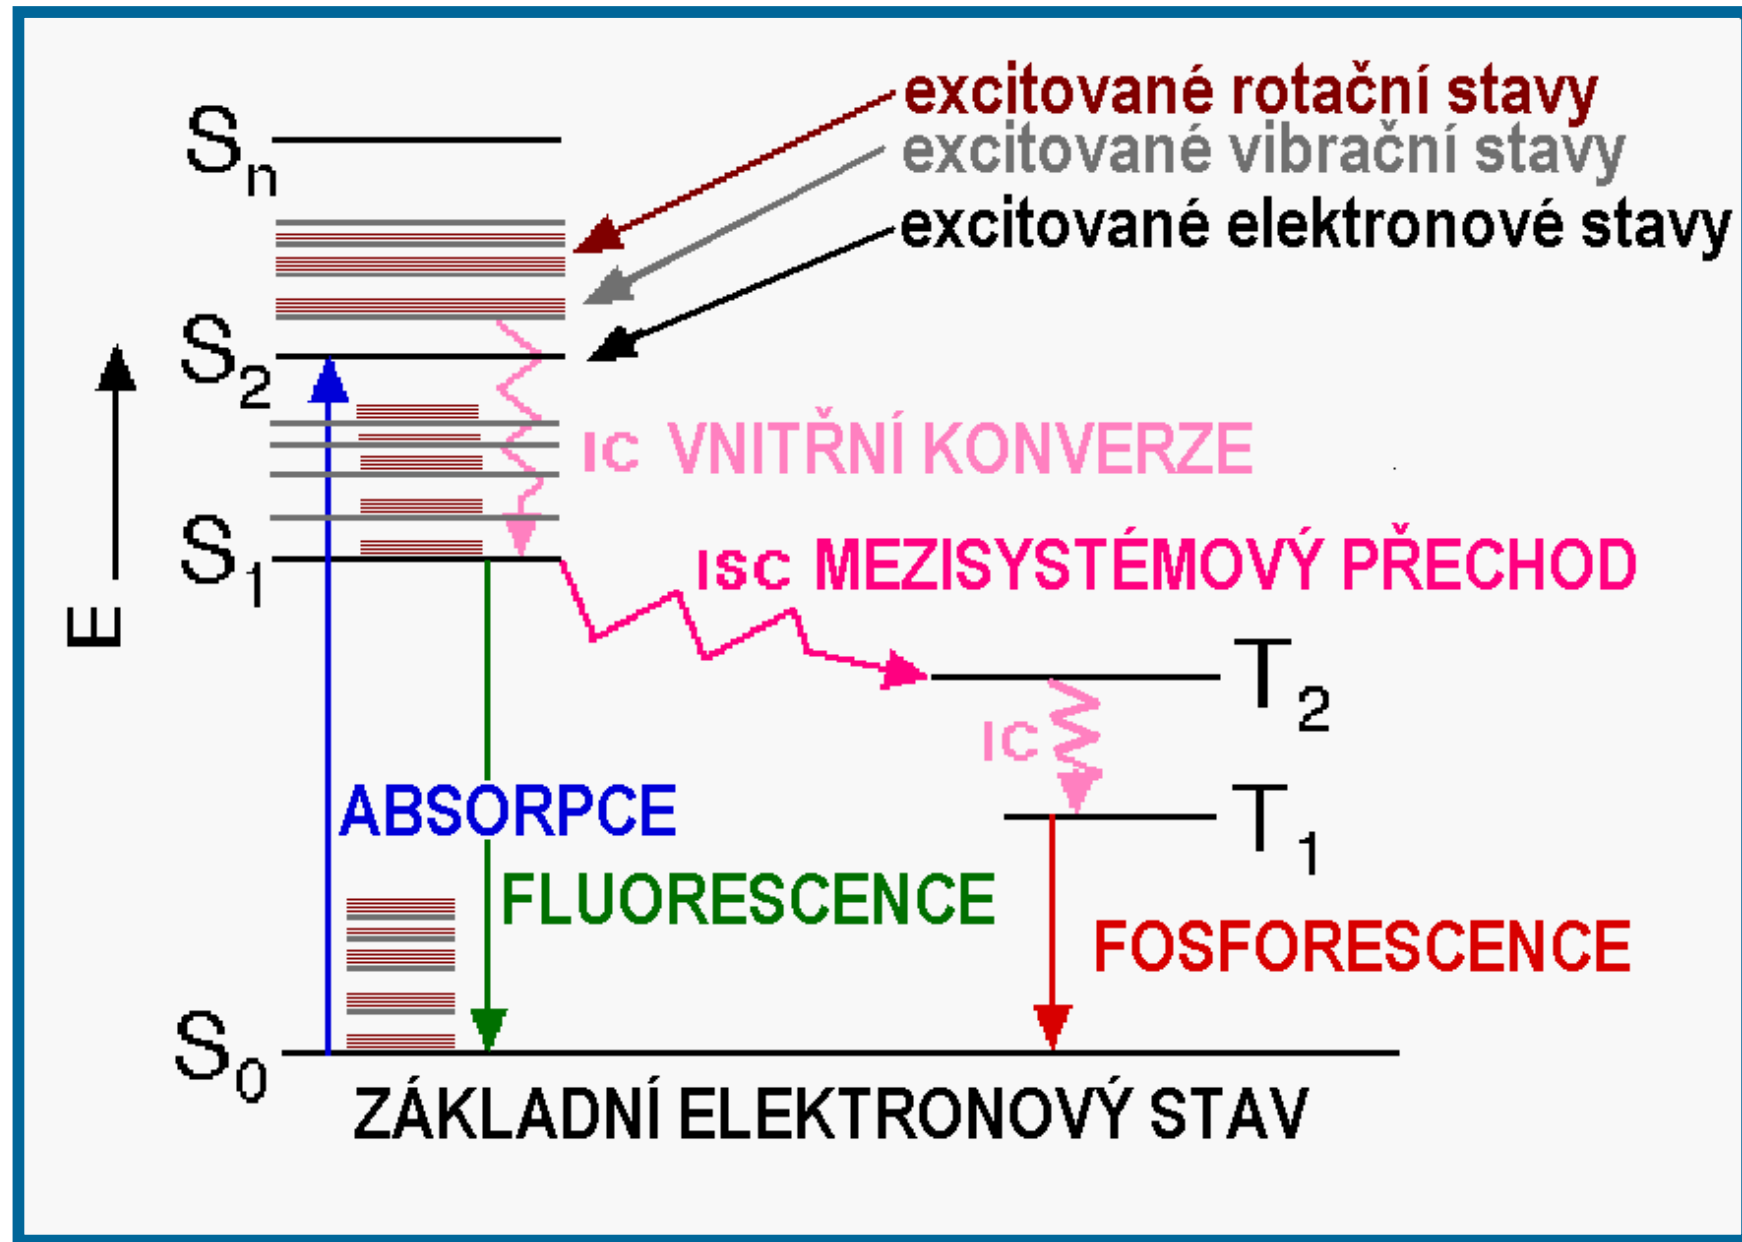 excitované rotační stavy
excitované vibrační stavy
excitované elektronové stavy
Sn
S2
E
IC VNITŘNÍ KONVERZE
S1
ISC MEZISYSTÉMOVÝ PŘECHOD
T2
IC
T1
ABSORPCE
FLUORESCENCE
FOSFORESCENCE
S0
ZÁKLADNÍ ELEKTRONOVÝ STAV